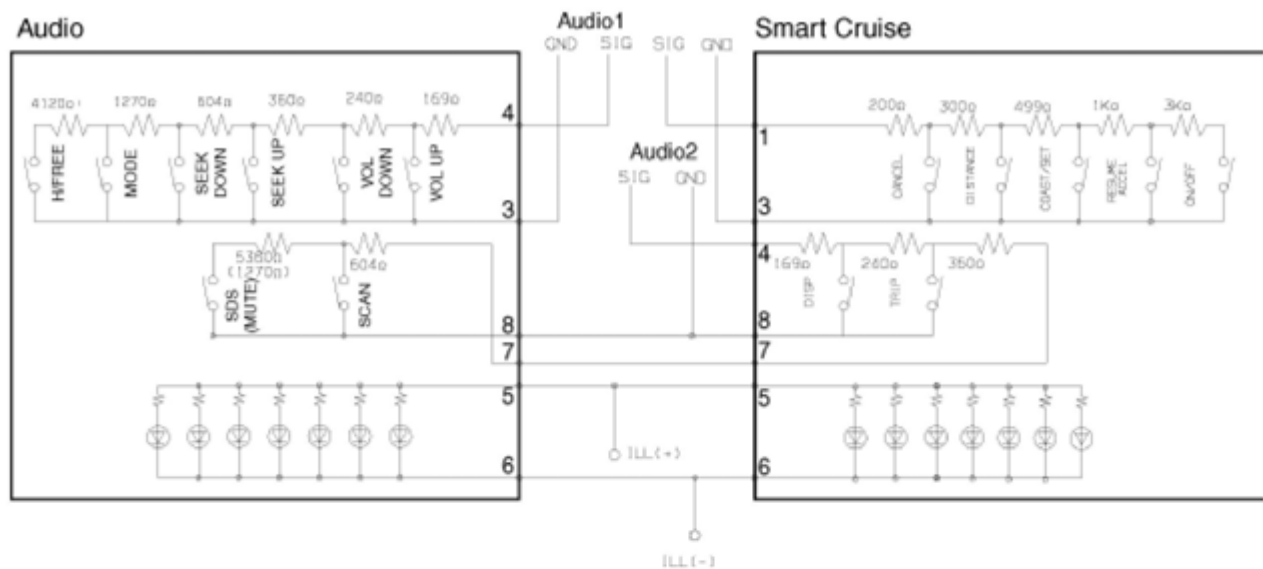 Audio
Audio1
Smart Cruise
GND SIG SIG GND
4120Ω 1270Ω 604Ω 360Ω 240Ω 169Ω
4
H/FREE
MODE
SEEK
DOWN
SEEK UP
VOL
DOWN
VOL UP
3
200Ω 300Ω 499Ω 1KΩ 3KΩ
1
CANCEL
DISTANCE
COAST/SET
RESUME
ACCEL
ON/OFF
3
Audio2
SIG GND
5360Ω
(1270Ω)
604Ω
SDS
(MUTE)
SCAN
8
7
4
169Ω 240Ω 360Ω
DISP
TRIP
8
7
5
5
6
6
ILL(+)
ILL(-)